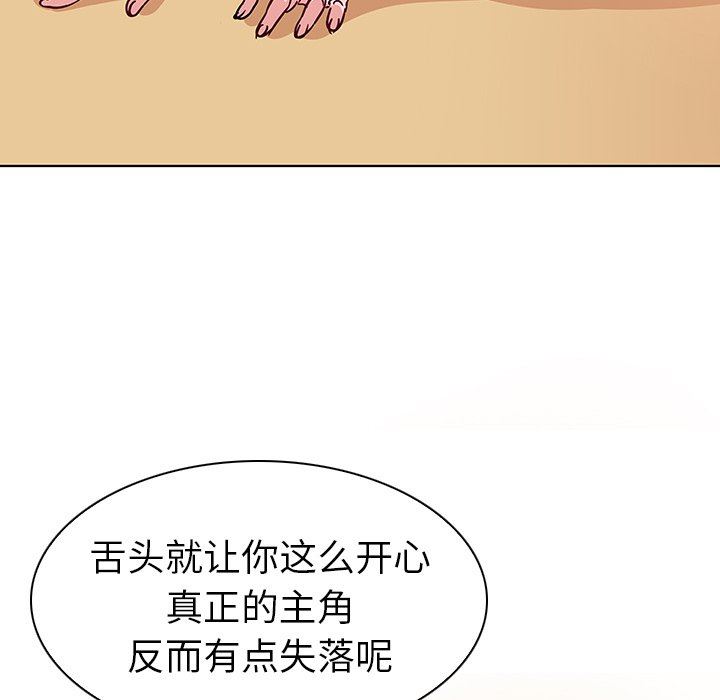 舌头就让你这么开心
真正的主角
反而有点失落呢